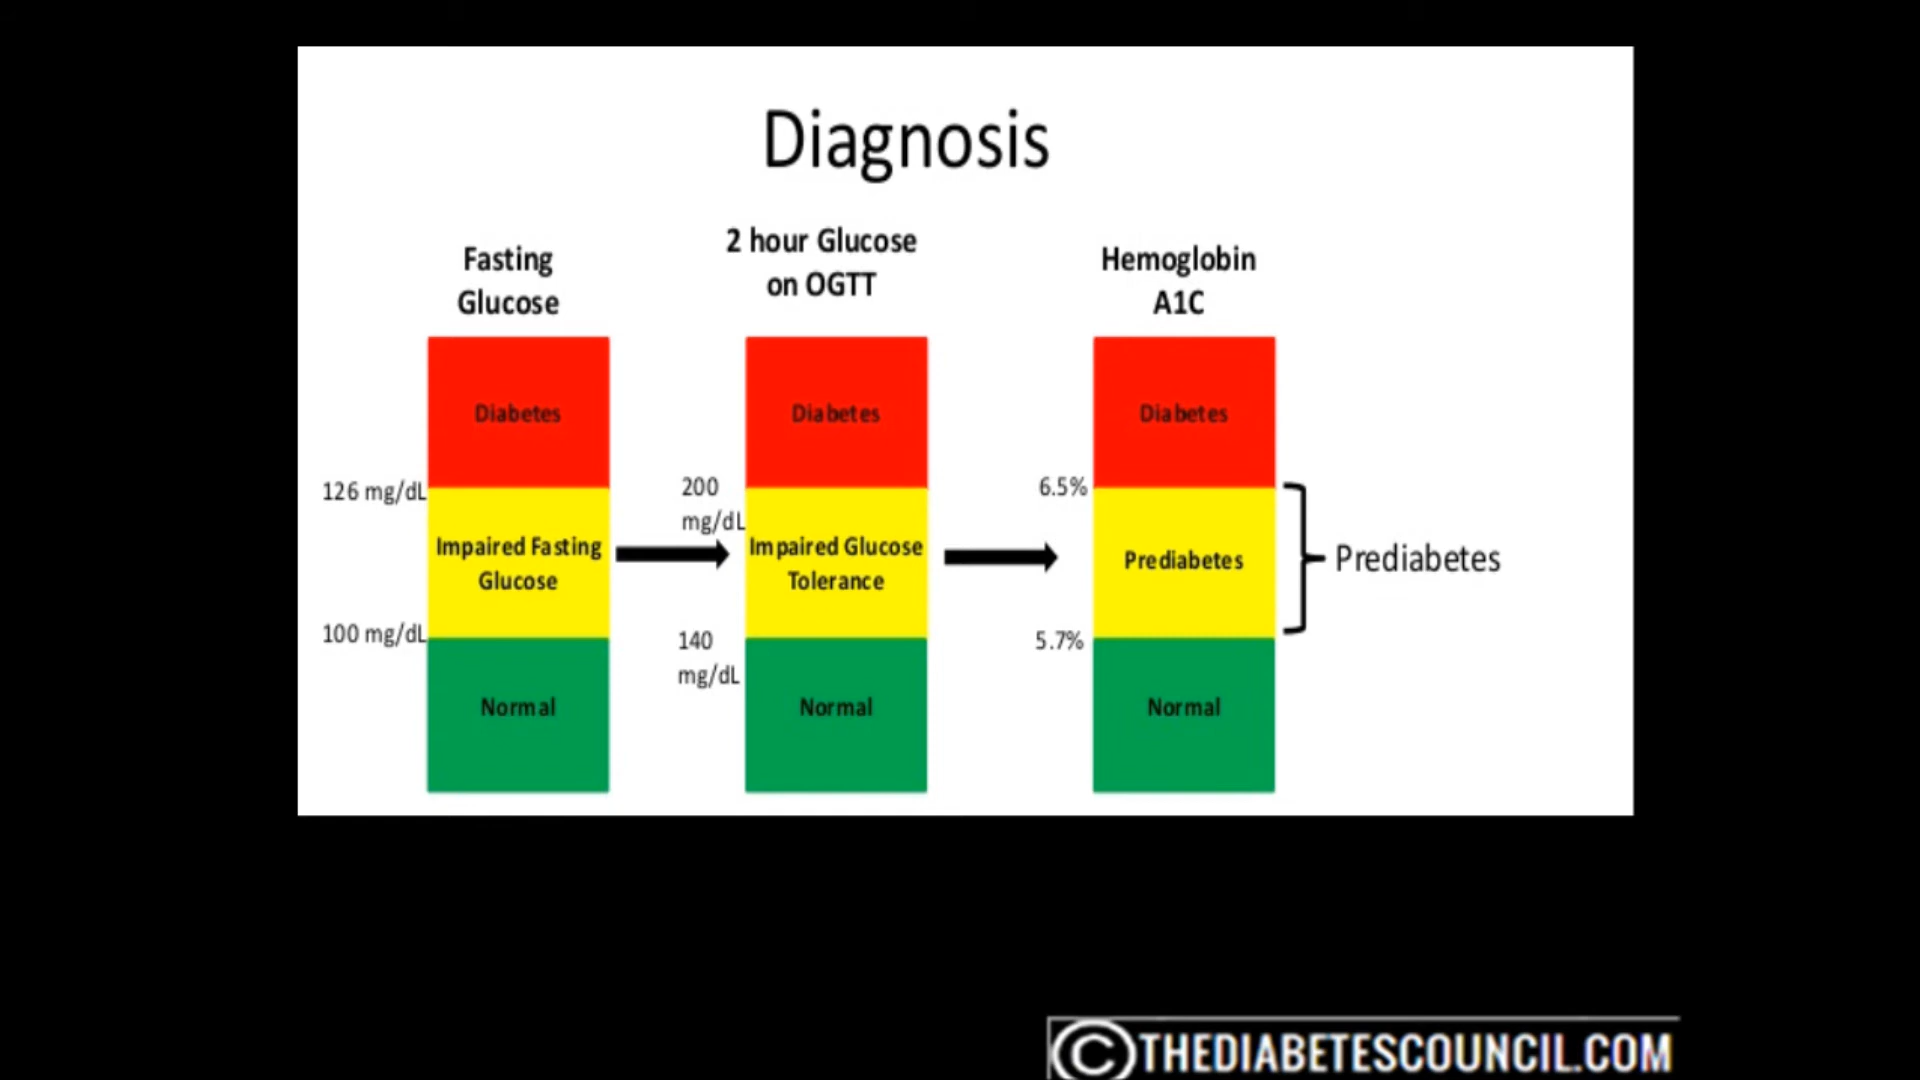 Diagnosis
Fasting
Glucose
2 hour Glucose
on OGTT
Hemoglobin
A1C
Diabetes
Diabetes
Diabetes
126 mg/dL
200
mg/dL
6.5%
Impaired Fasting
Glucose
Impaired Glucose
Tolerance
Prediabetes
Prediabetes
100 mg/dL
140
mg/dL
5.7%
Normal
Normal
Normal
©THEDIABETESCOUNCIL.COM